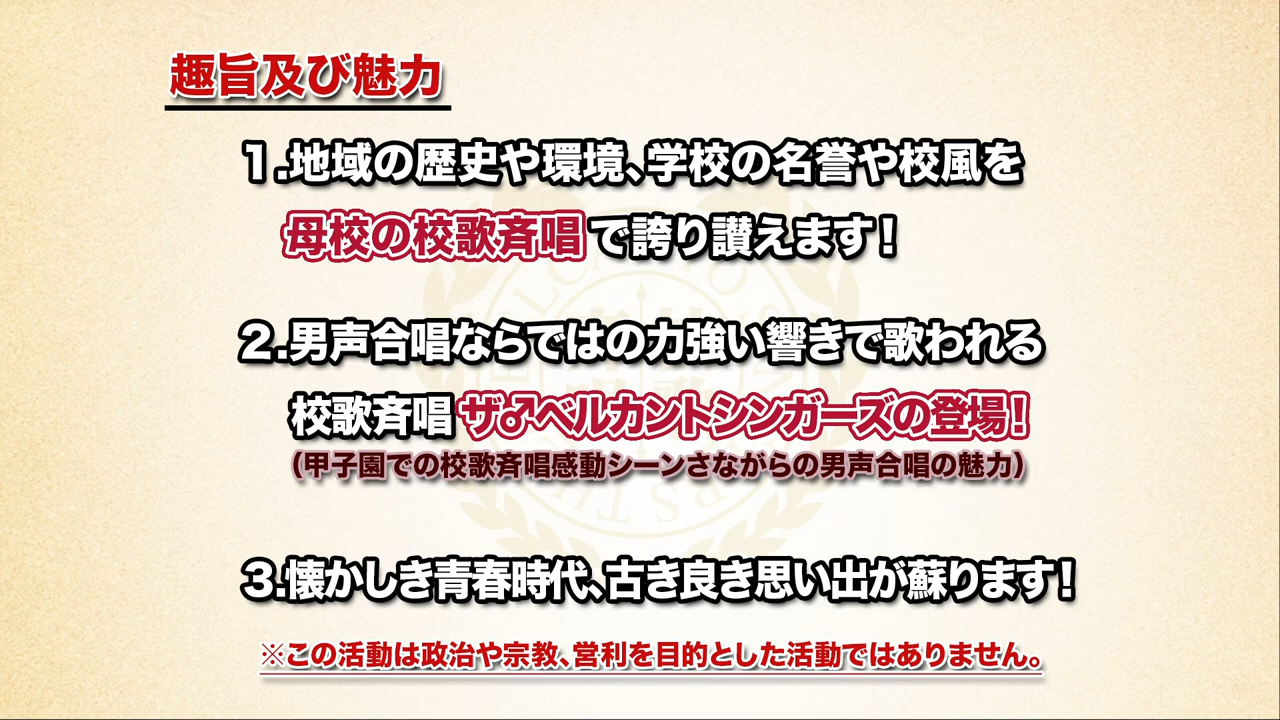 趣旨及び魅力
１.地域の歴史や環境、学校の名誉や校風を
母校の校歌斉唱で誇り讃えます！
２.男声合唱ならではの力強い響きで歌われる
校歌斉唱 ザ♂ベルカントシンガーズの登場！
（甲子園での校歌斉唱感動シーンさながらの男声合唱の魅力）
３.懐かしき青春時代、古き良き思い出が蘇ります！
※この活動は政治や宗教、営利を目的とした活動ではありません。